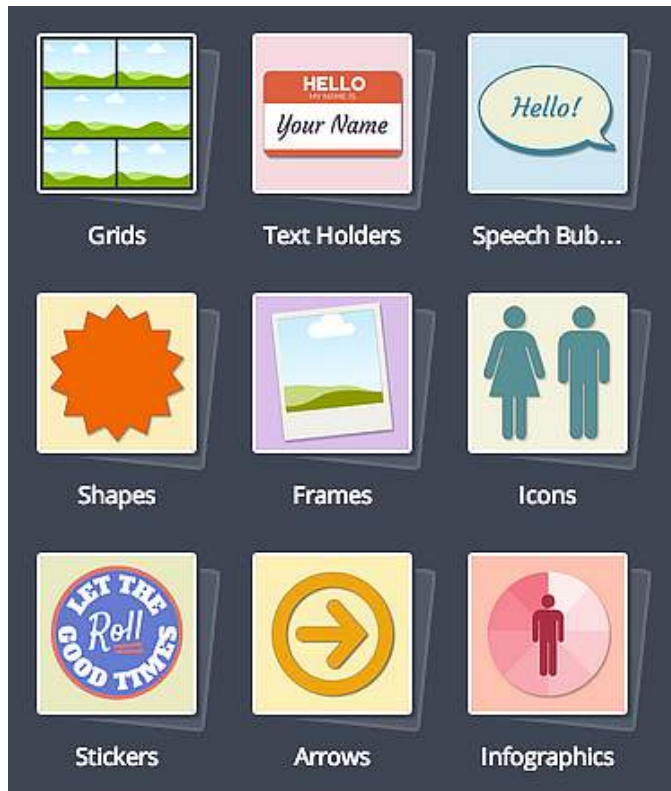 HELLO
MY NAME IS
Your Name
Hello!
Grids
Text Holders
Speech Bub...
Shapes
Frames
Icons
LET THE
Roll
GOOD TIMES
Stickers
Arrows
Infographics